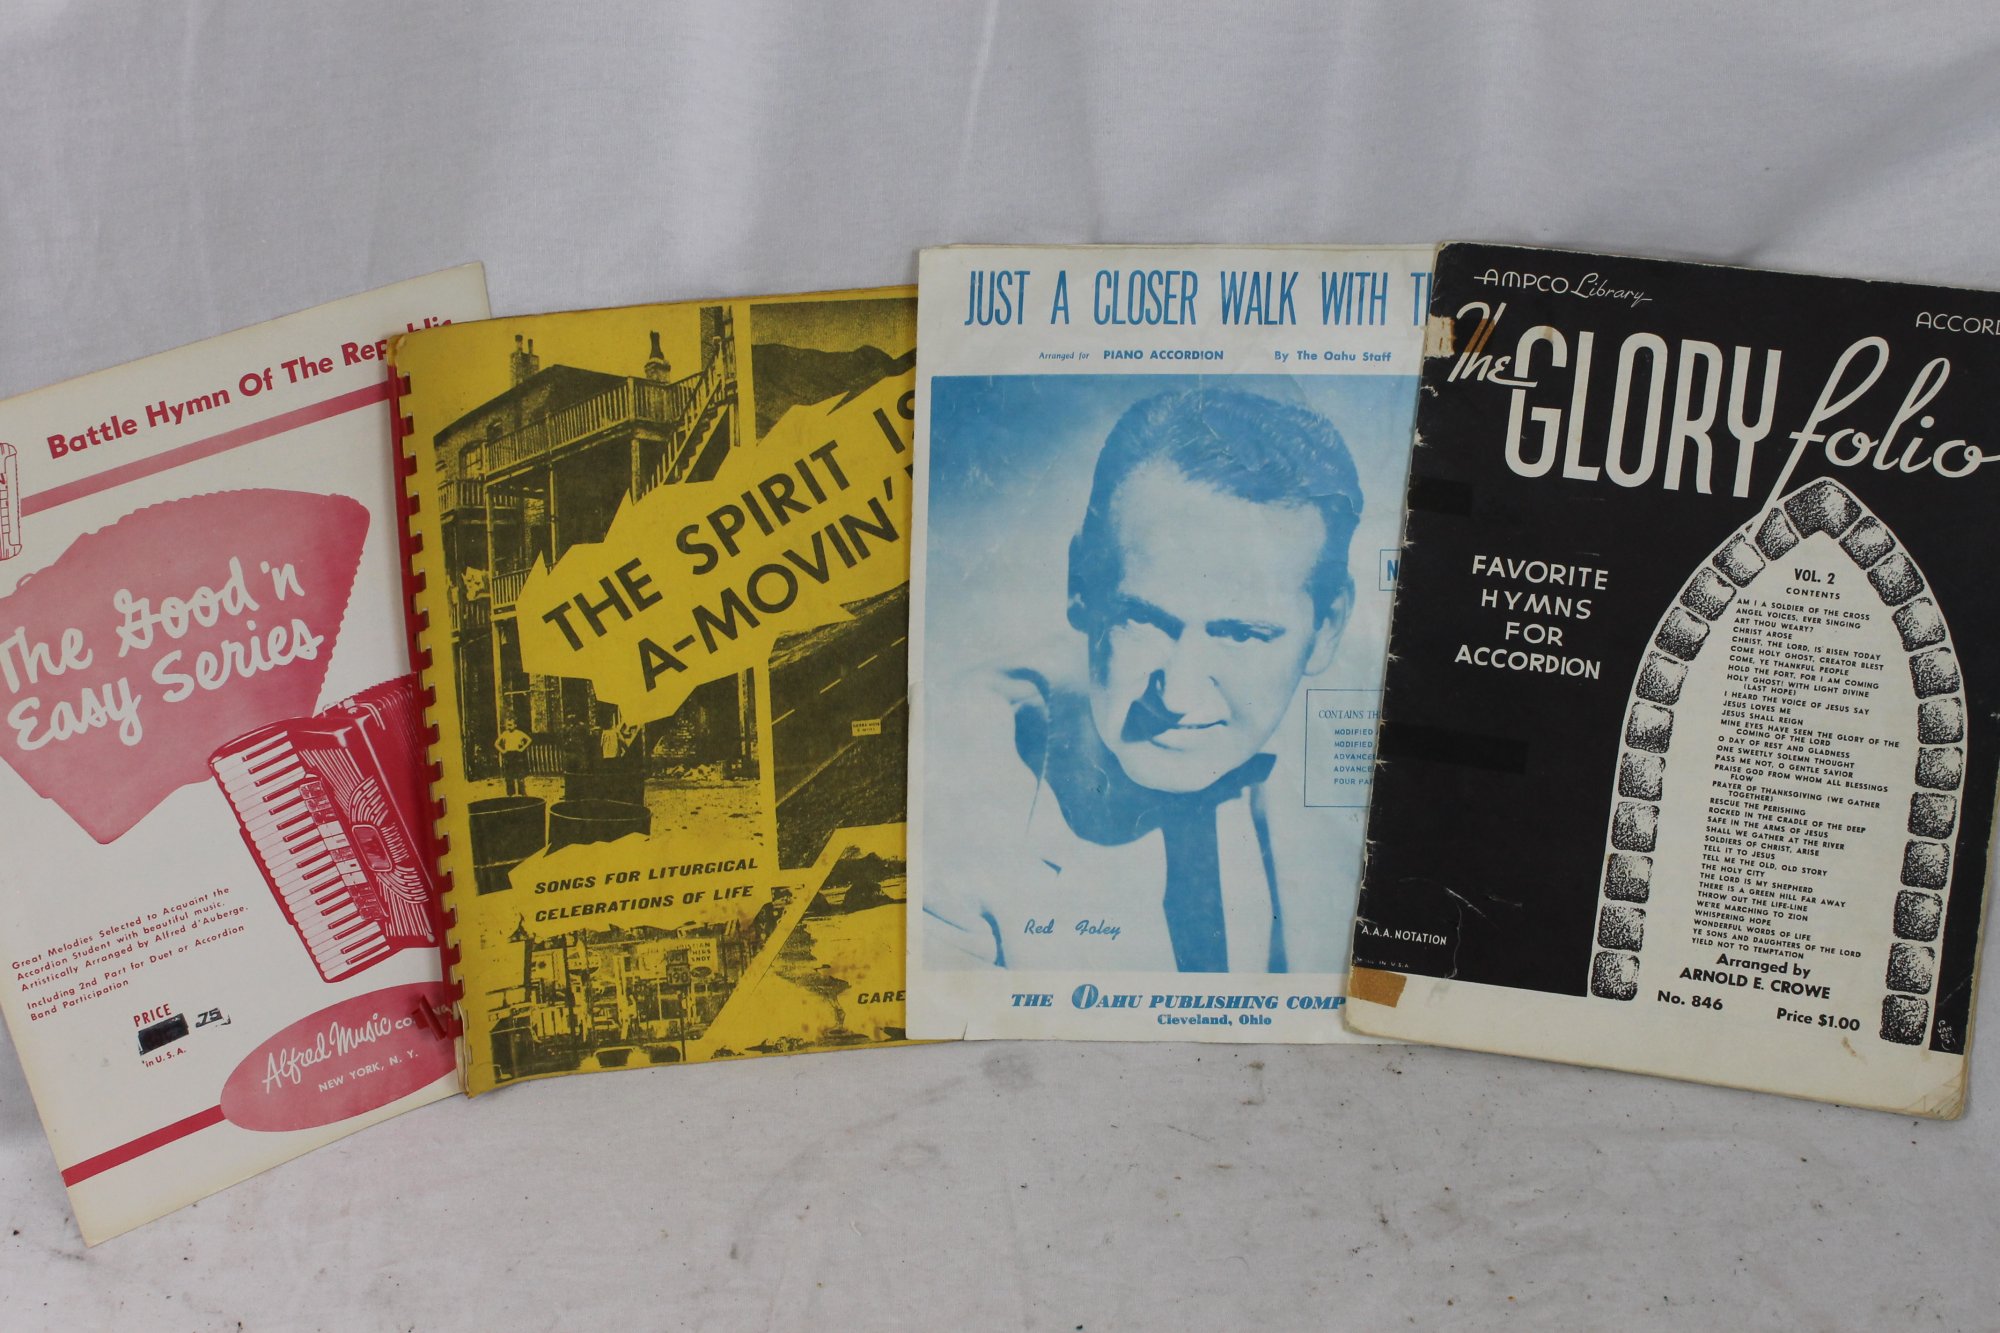 Battle Hymn Of The Republic
The Good 'n
Easy Series
Great Melodies Selected to Acquaint the
Accordion Student with beautiful music.
Artistically Arranged by Alfred d'Auberge.
Including 2nd Part for Duet or Accordion
Band Participation
PRICE
.75
in U.S.A.
Alfred Music CO
NEW YORK, N. Y.
THE SPIRIT IS
A-MOVIN'
SONGS FOR LITURGICAL
CELEBRATIONS OF LIFE
CARE
JUST A CLOSER WALK WITH T
Arranged for PIANO ACCORDION By The Oahu Staff
N
CONTAINS TH
MODIFIED
MODIFIED
ADVANCE
ADVANCE
FOUR PA
Red Foley
THE OAHU PUBLISHING COMP
Cleveland, Ohio
AMPCO Library
ACCORD
The GLORY folio
FAVORITE
HYMNS
FOR
ACCORDION
VOL. 2
CONTENTS
AM I A SOLDIER OF THE CROSS
ANGEL VOICES, EVER SINGING
ART THOU WEARY?
CHRIST AROSE
CHRIST, THE LORD, IS RISEN TODAY
COME HOLY GHOST, CREATOR BLEST
COME, YE THANKFUL PEOPLE
HOLD THE FORT, FOR I AM COMING
HOLY GHOST! WITH LIGHT DIVINE
(LAST HOPE)
I HEARD THE VOICE OF JESUS SAY
JESUS LOVES ME
JESUS SHALL REIGN
MINE EYES HAVE SEEN THE GLORY OF THE
COMING OF THE LORD
O DAY OF REST AND GLADNESS
ONE SWEETLY SOLEMN THOUGHT
PASS ME NOT, O GENTLE SAVIOR
PRAISE GOD FROM WHOM ALL BLESSINGS
FLOW
PRAYER OF THANKSGIVING (WE GATHER
TOGETHER)
RESCUE THE PERISHING
ROCKED IN THE CRADLE OF THE DEEP
SAFE IN THE ARMS OF JESUS
SHALL WE GATHER AT THE RIVER
SOLDIERS OF CHRIST, ARISE
TELL IT TO JESUS
TELL ME THE OLD, OLD STORY
THE HOLY CITY
THE LORD IS MY SHEPHERD
THERE IS A GREEN HILL FAR AWAY
THROW OUT THE LIFE-LINE
WE'RE MARCHING TO ZION
WHISPERING HOPE
WONDERFUL WORDS OF LIFE
YE SONS AND DAUGHTERS OF THE LORD
YIELD NOT TO TEMPTATION
Arranged by
ARNOLD E. CROWE
No. 846
Price $1.00
A.A.A. NOTATION
IN U.S.A.